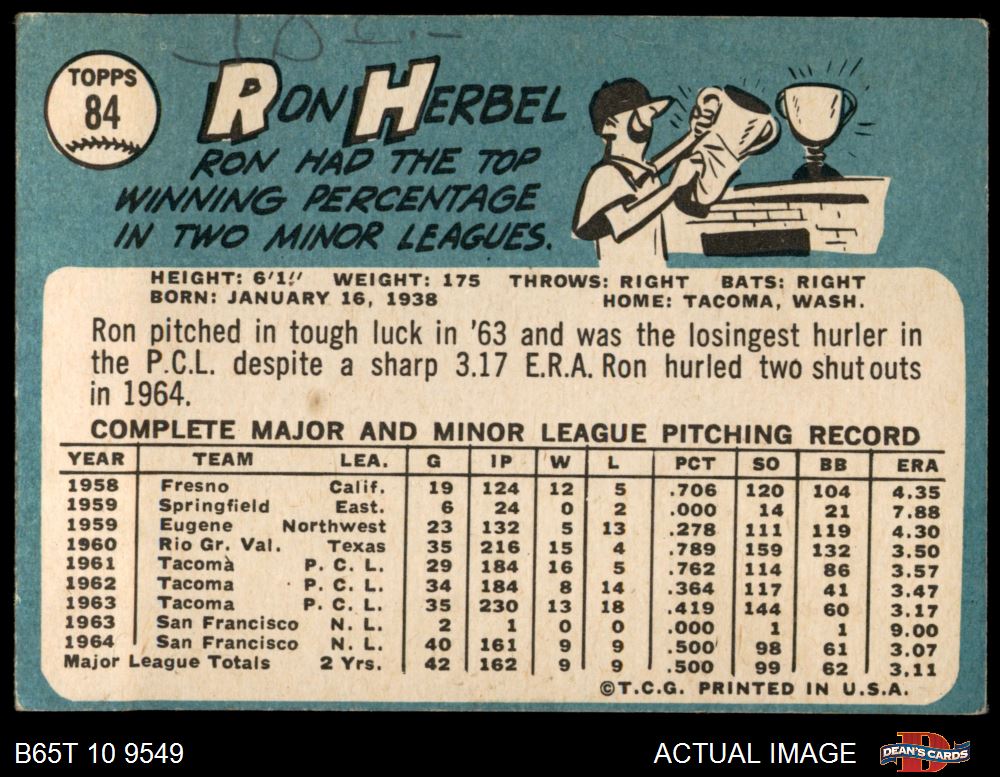 TOPPS
84
RON HERBEL
RON HAD THE TOP
WINNING PERCENTAGE
IN TWO MINOR LEAGUES.
HEIGHT: 6'1" WEIGHT: 175 THROWS: RIGHT BATS: RIGHT
BORN: JANUARY 16, 1938 HOME: TACOMA, WASH.
Ron pitched in tough luck in '63 and was the losingest hurler in
the P.C.L. despite a sharp 3.17 E.R.A. Ron hurled two shutouts
in 1964.
COMPLETE MAJOR AND MINOR LEAGUE PITCHING RECORD
YEAR TEAM LEA. G IP W L PCT SO BB ERA
1958 Fresno Calif. 19 124 12 5 .706 120 104 4.35
1959 Springfield East. 6 24 0 2 .000 14 21 7.88
1959 Eugene Northwest 23 132 5 13 .278 111 119 4.30
1960 Rio Gr. Val. Texas 35 216 15 4 .789 159 132 3.50
1961 Tacoma P. C. L. 29 184 16 5 .762 114 86 3.57
1962 Tacoma P. C. L. 34 184 8 14 .364 117 41 3.47
1963 Tacoma P. C. L. 35 230 13 18 .419 144 60 3.17
1963 San Francisco N. L. 2 1 0 0 .000 1 1 9.00
1964 San Francisco N. L. 40 161 9 9 .500 98 61 3.07
Major League Totals 2 Yrs. 42 162 9 9 .500 99 62 3.11
©T.C.G. PRINTED IN U.S.A.
B65T 10 9549 ACTUAL IMAGE DEAN'S CARDS